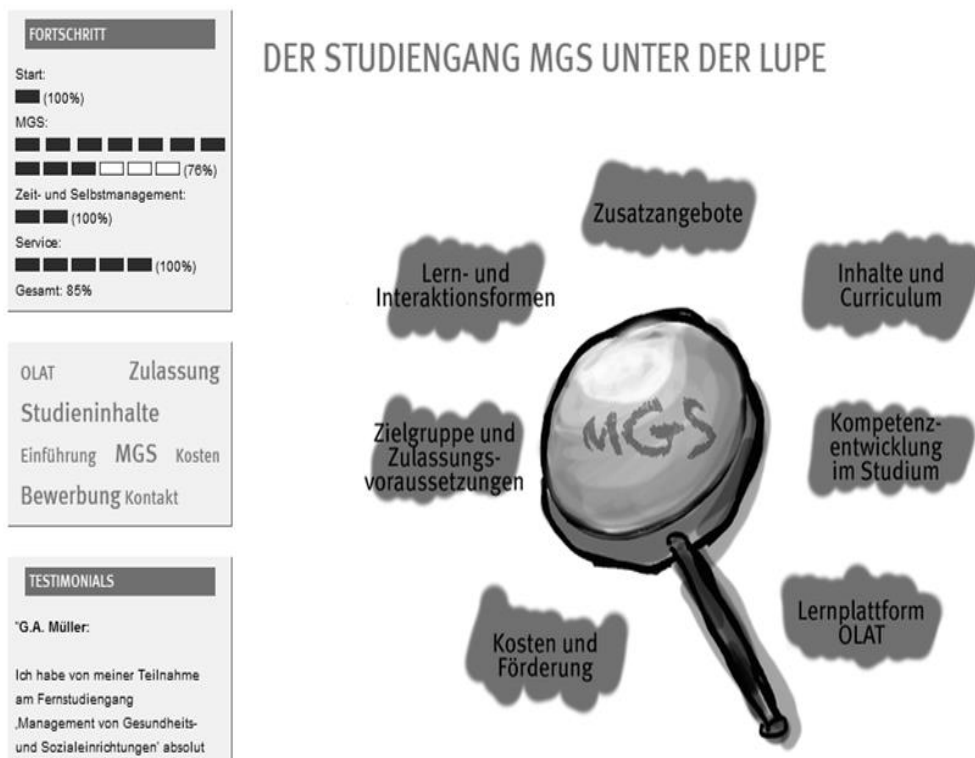 FORTSCHRITT
Start:
(100%)
MGS:
(76%)
Zeit- und Selbstmanagement:
(100%)
Service:
(100%)
Gesamt: 85%
OLAT Zulassung
Studieninhalte
Einführung MGS Kosten
Bewerbung Kontakt
TESTIMONIALS
"G.A. Müller:
Ich habe von meiner Teilnahme
am Fernstudiengang
‚Management von Gesundheits-
und Sozialeinrichtungen' absolut
DER STUDIENGANG MGS UNTER DER LUPE
Zusatzangebote
Lern- und
Interaktionsformen
Inhalte und
Curriculum
MGS
Zielgruppe und
Zulassungs-
voraussetzungen
Kompetenz-
entwicklung
im Studium
Kosten und
Förderung
Lernplattform
OLAT